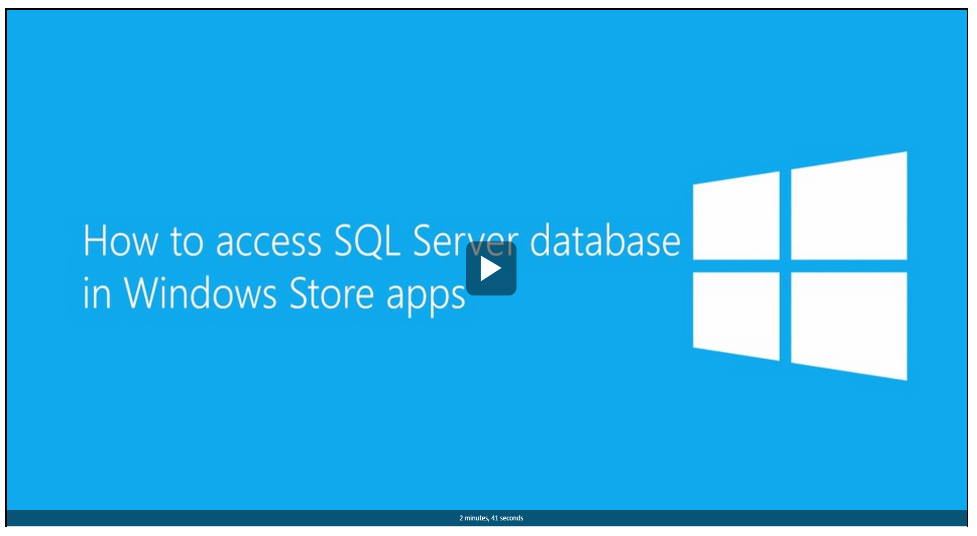 How to access SQL Server database
in Windows Store apps
2 minutes, 41 seconds